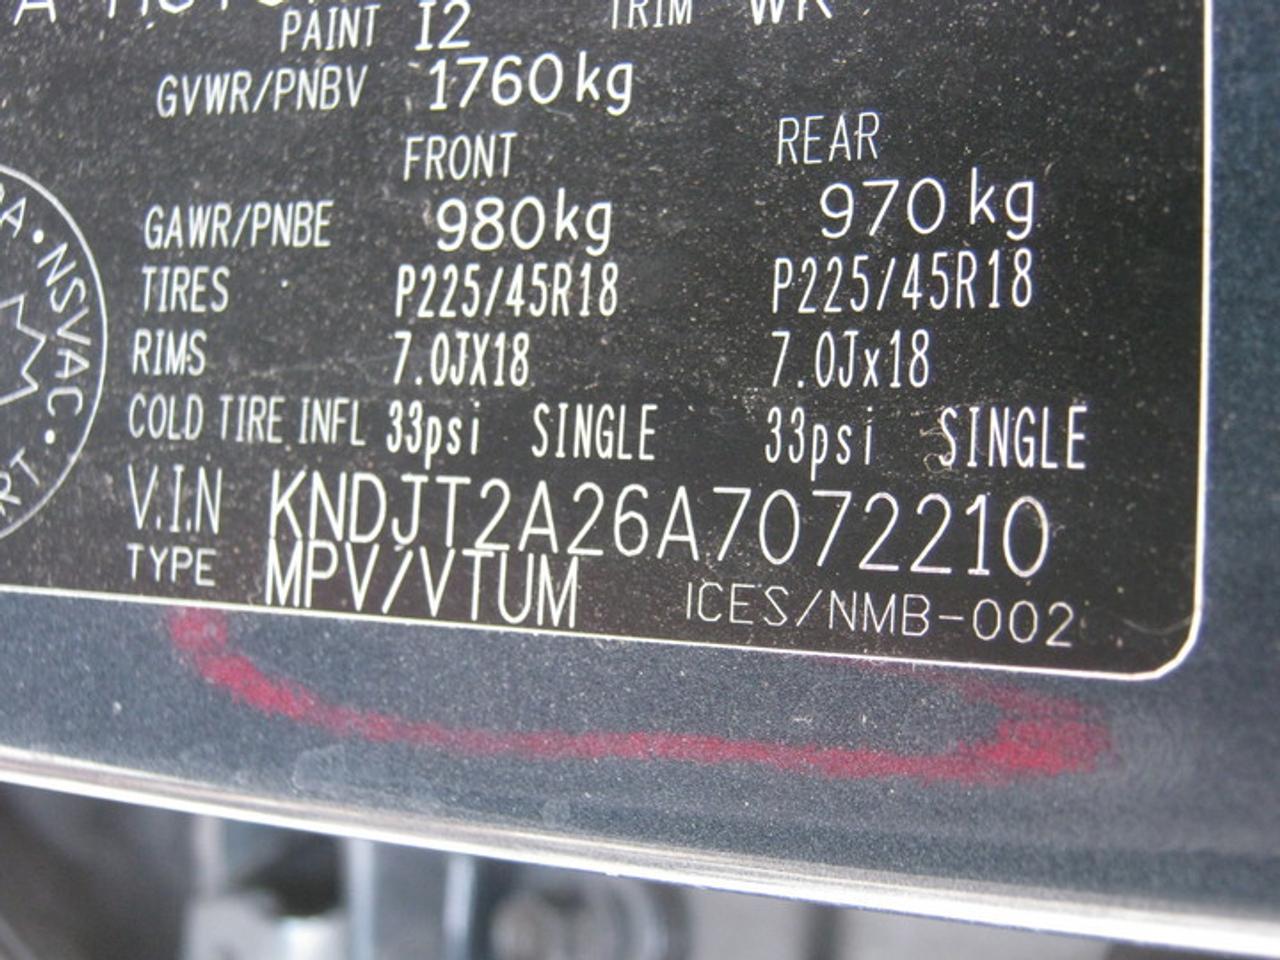 PAINT I2 TRIM WK
GVWR/PNBV 1760kg
FRONT REAR
GAWR/PNBE 980kg 970kg
TIRES P225/45R18 P225/45R18
RIMS 7.0JX18 7.0Jx18
COLD TIRE INFL 33psi SINGLE 33psi SINGLE
V.I.N KNDJT2A26A7072210
TYPE MPV/VTUM ICES/NMB-002
NSVAC